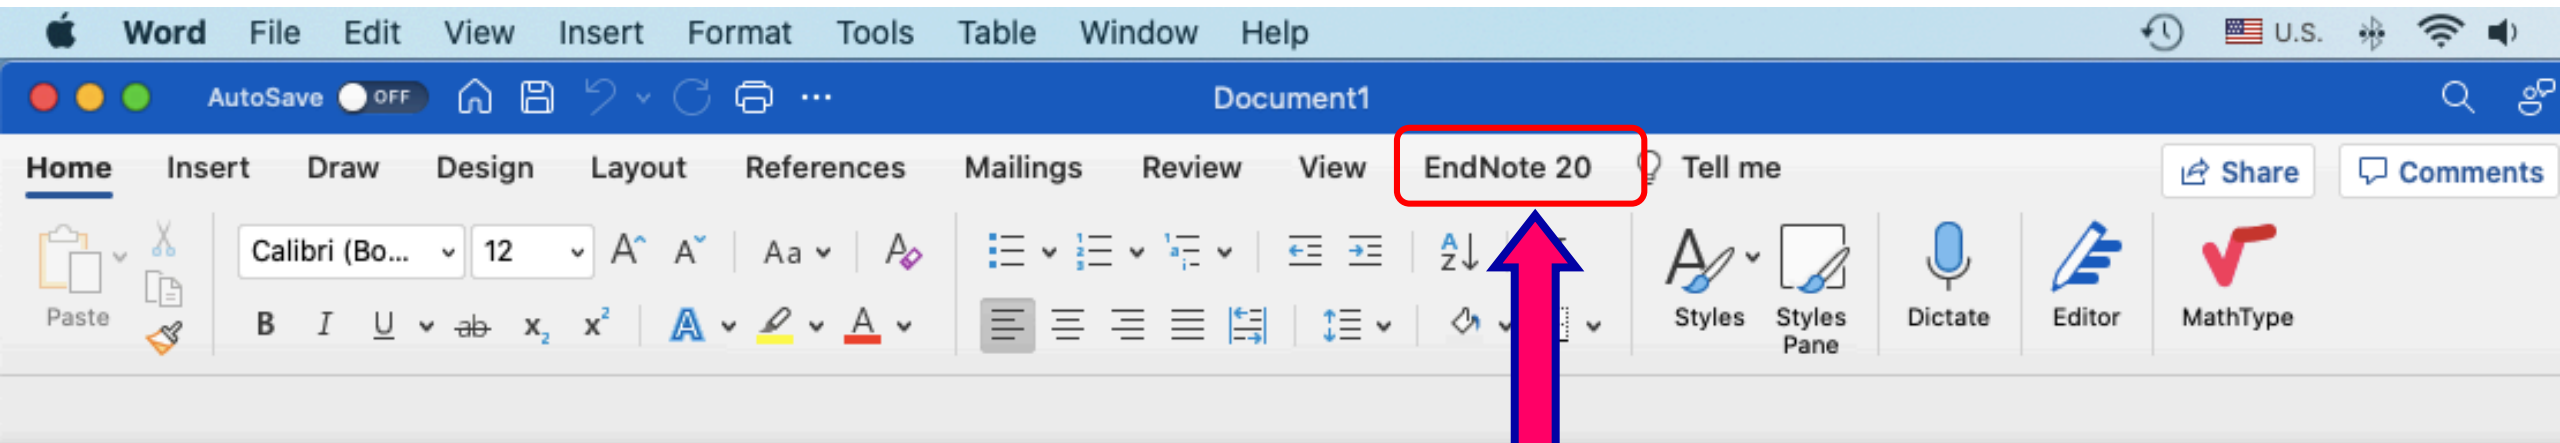 Word File Edit View Insert Format Tools Table Window Help U.S.
AutoSave OFF Document1
Home Insert Draw Design Layout References Mailings Review View EndNote 20 Tell me Share Comments
Calibri (Bo... 12 A A Aa A A Z
Paste B I U ab x2 x2 A A Styles Styles Pane Dictate Editor MathType